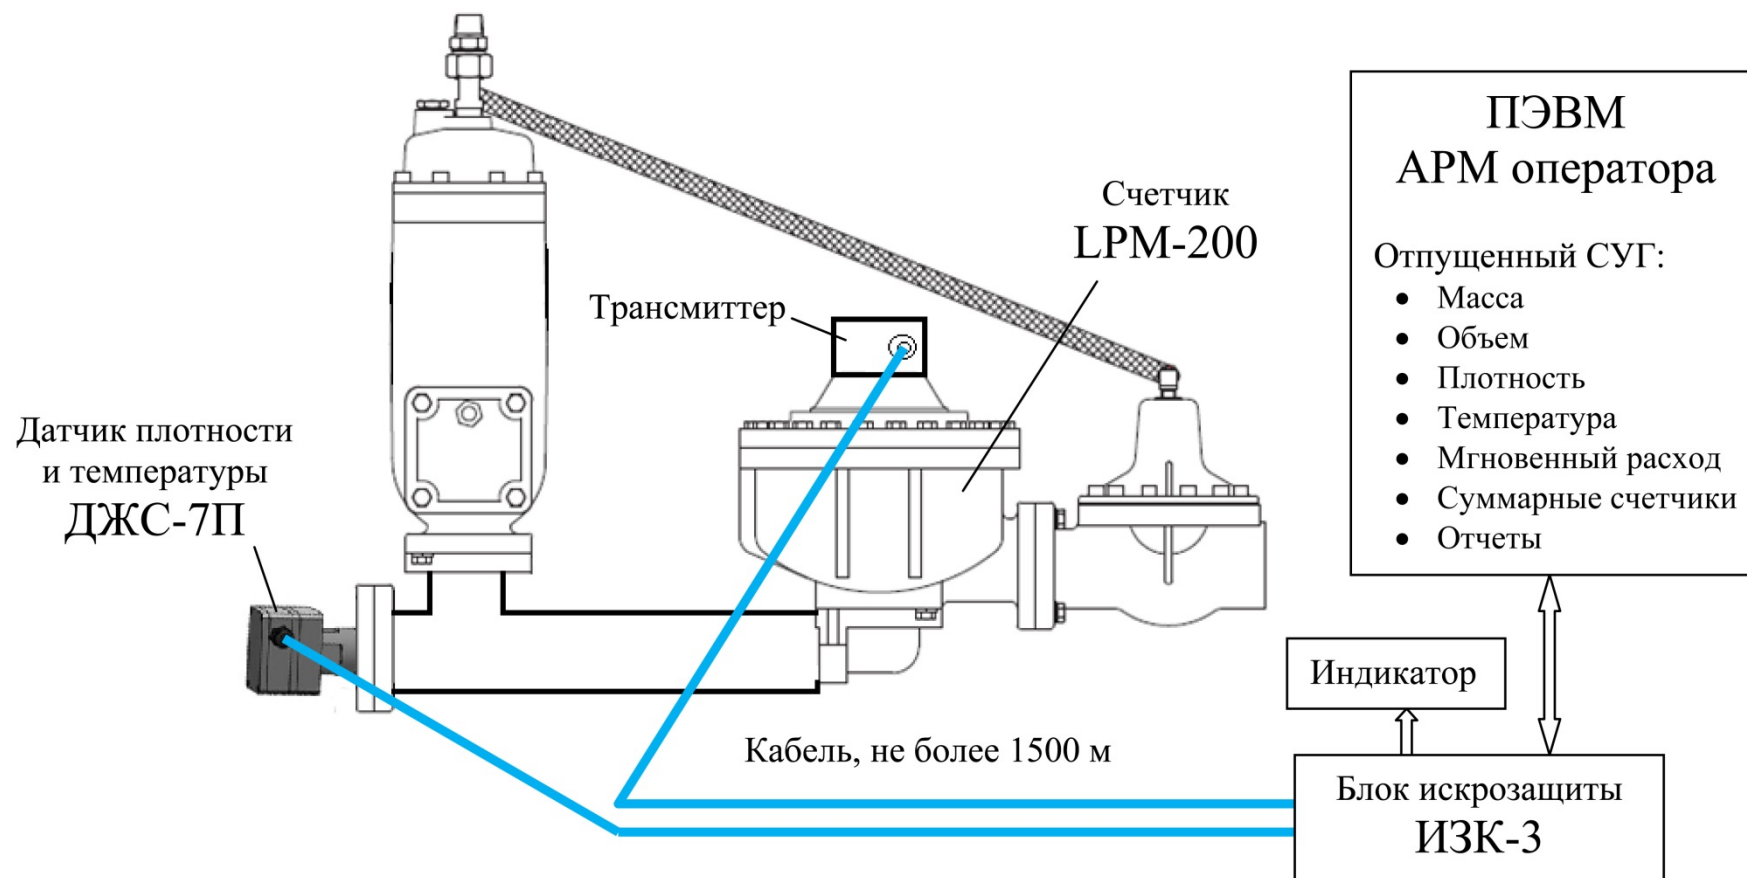 ПЭВМ
АРМ оператора
Отпущенный СУГ:
• Масса
• Объем
• Плотность
• Температура
• Мгновенный расход
• Суммарные счетчики
• Отчеты
Счетчик
LPM-200
Трансмиттер
Датчик плотности
и температуры
ДЖС-7П
Индикатор
Кабель, не более 1500 м
Блок искрозащиты
ИЗК-3